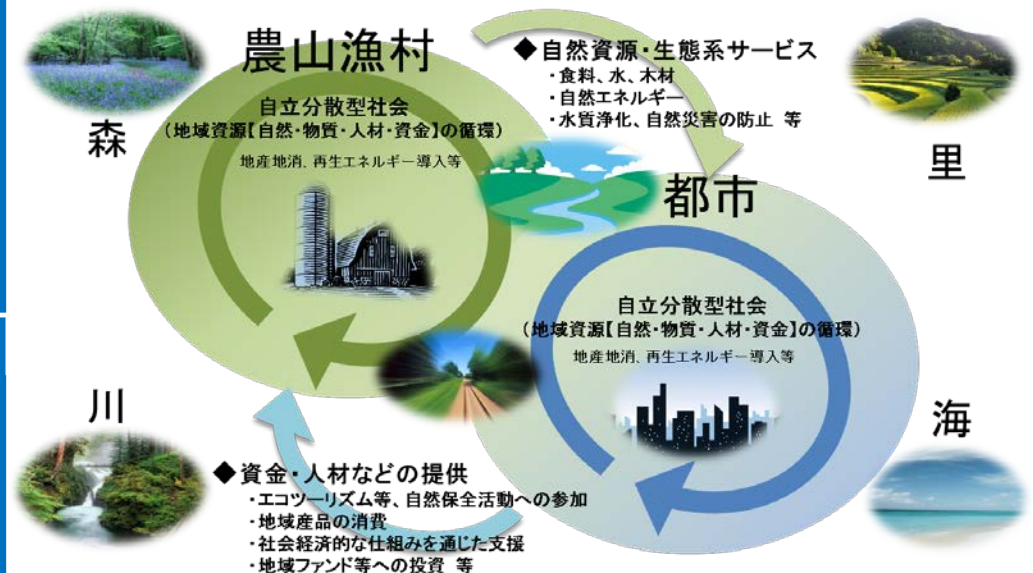 農山漁村
自立分散型社会
(地域資源【自然・物質・人材・資金】の循環)
地産地消、再生エネルギー導入等
◆自然資源・生態系サービス
・食料、水、木材
・自然エネルギー
・水質浄化、自然災害の防止 等
森
里
都市
自立分散型社会
(地域資源【自然・物質・人材・資金】の循環)
地産地消、再生エネルギー導入等
川
海
◆資金・人材などの提供
・エコツーリズム等、自然保全活動への参加
・地域産品の消費
・社会経済的な仕組みを通じた支援
・地域ファンド等への投資 等